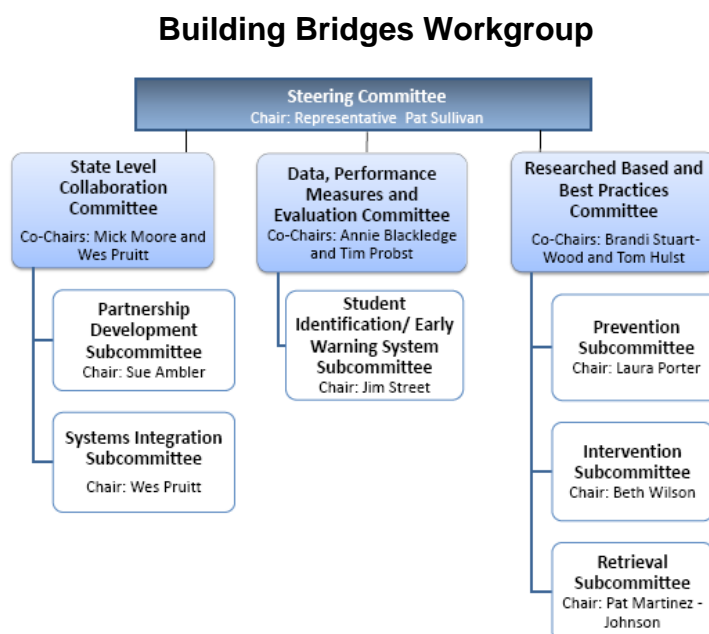 Building Bridges Workgroup
Steering Committee
Chair: Representative Pat Sullivan
State Level
Collaboration
Committee
Co-Chairs: Mick Moore and
Wes Pruitt
Partnership
Development
Subcommittee
Chair: Sue Ambler
Systems Integration
Subcommittee
Chair: Wes Pruitt
Data, Performance
Measures and
Evaluation Committee
Co-Chairs: Annie Blackledge
and Tim Probst
Student
Identification/ Early
Warning System
Subcommittee
Chair: Jim Street
Researched Based and
Best Practices
Committee
Co-Chairs: Brandi Stuart-
Wood and Tom Hulst
Prevention
Subcommittee
Chair: Laura Porter
Intervention
Subcommittee
Chair: Beth Wilson
Retrieval
Subcommittee
Chair: Pat Martinez -
Johnson